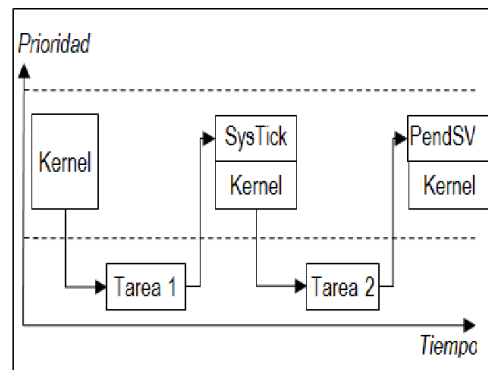 Prioridad
Kernel
SysTick
Kernel
PendSV
Kernel
Tarea 1
Tarea 2
Tiempo